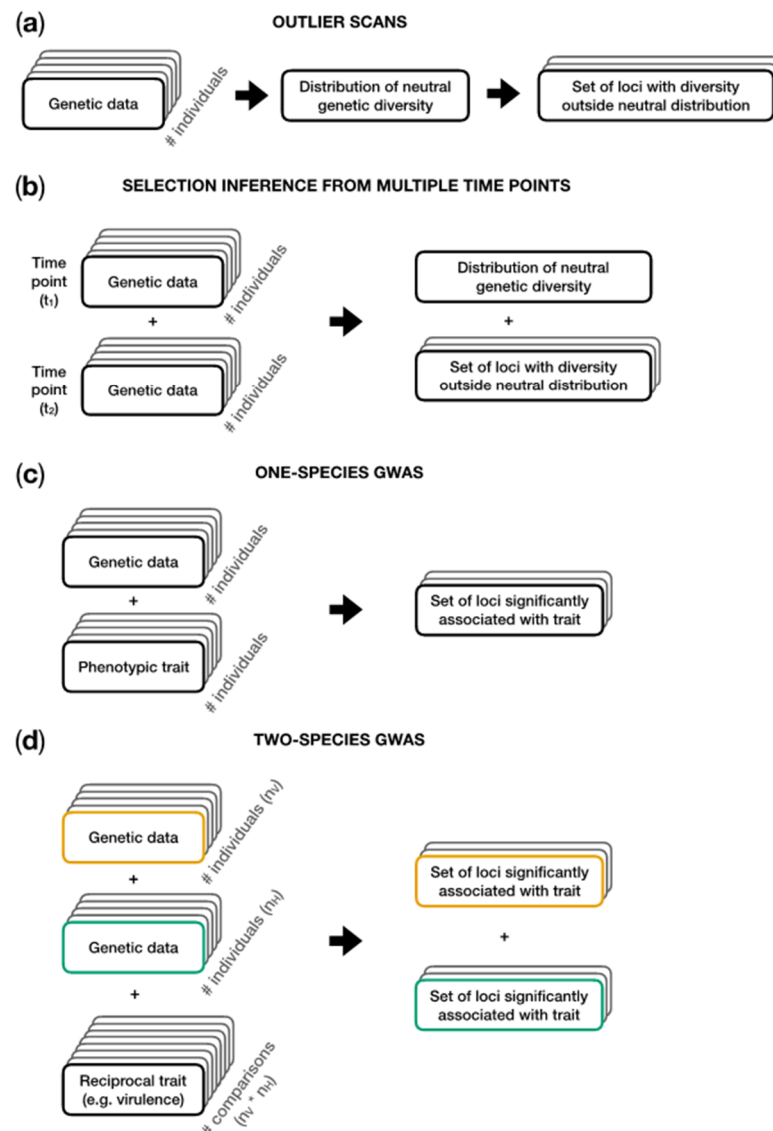 (a)
OUTLIER SCANS
Genetic data
# individuals
Distribution of neutral
genetic diversity
Set of loci with diversity
outside neutral distribution
(b)
SELECTION INFERENCE FROM MULTIPLE TIME POINTS
Time
point
(t₁)
Genetic data
# individuals
+
Time
point
(t₂)
Genetic data
# individuals
Distribution of neutral
genetic diversity
+
Set of loci with diversity
outside neutral distribution
(c)
ONE-SPECIES GWAS
Genetic data
# individuals
+
Phenotypic trait
# individuals
Set of loci significantly
associated with trait
(d)
TWO-SPECIES GWAS
Genetic data
# individuals (nV)
+
Genetic data
# individuals (nH)
+
Reciprocal trait
(e.g. virulence)
# comparisons
(nV * nH)
Set of loci significantly
associated with trait
+
Set of loci significantly
associated with trait